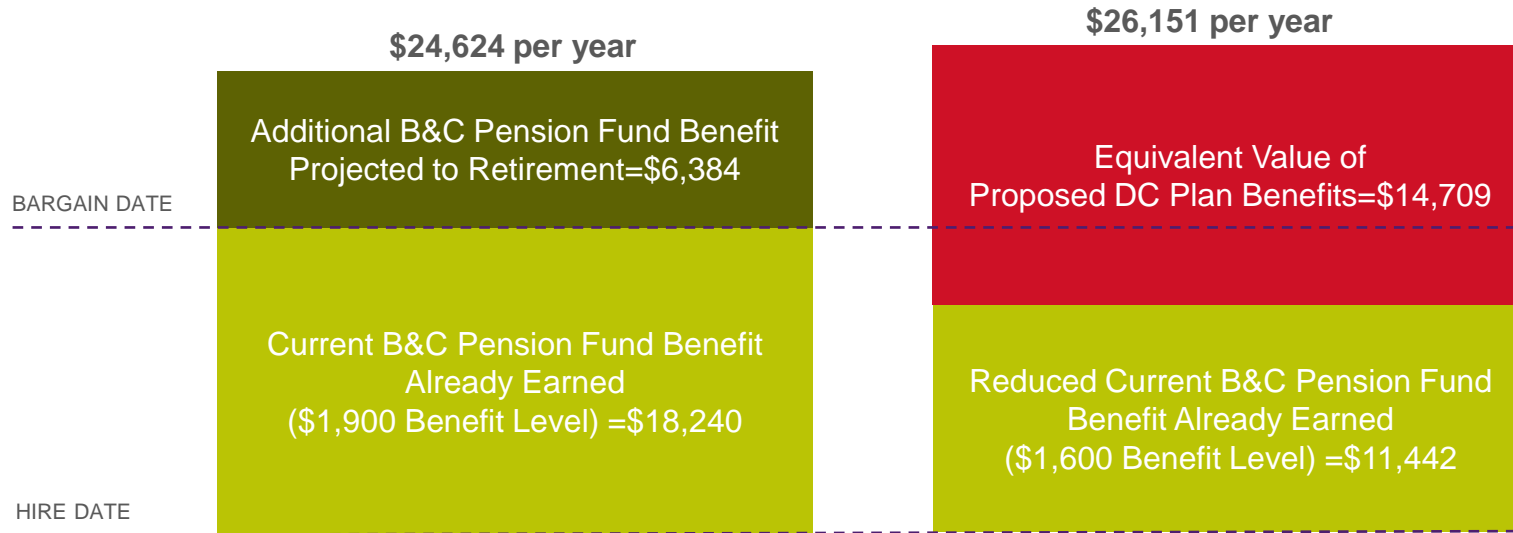 $24,624 per year
Additional B&C Pension Fund Benefit
Projected to Retirement=$6,384
BARGAIN DATE
Current B&C Pension Fund Benefit
Already Earned
($1,900 Benefit Level) =$18,240
HIRE DATE
$26,151 per year
Equivalent Value of
Proposed DC Plan Benefits=$14,709
Reduced Current B&C Pension Fund
Benefit Already Earned
($1,600 Benefit Level) =$11,442